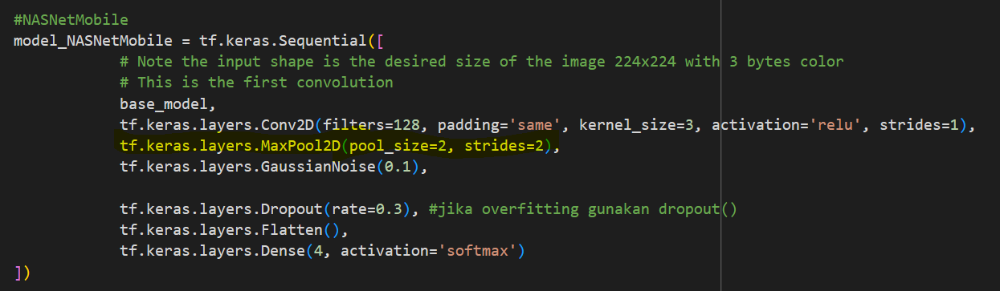 #NASNetMobile
model_NASNetMobile = tf.keras.Sequential([
# Note the input shape is the desired size of the image 224x224 with 3 bytes color
# This is the first convolution
base_model,
tf.keras.layers.Conv2D(filters=128, padding='same', kernel_size=3, activation='relu', strides=1),
tf.keras.layers.MaxPool2D(pool_size=2, strides=2),
tf.keras.layers.GaussianNoise(0.1),
tf.keras.layers.Dropout(rate=0.3), #jika overfitting gunakan dropout()
tf.keras.layers.Flatten(),
tf.keras.layers.Dense(4, activation='softmax')
])